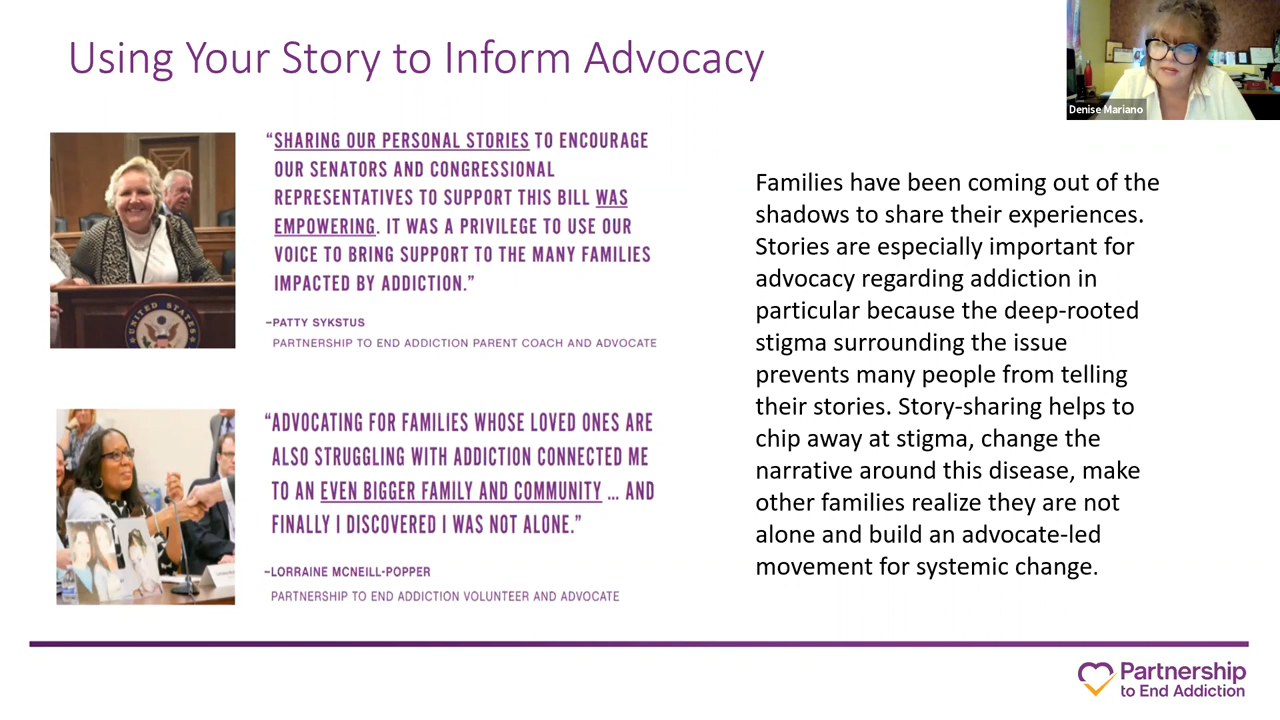 Using Your Story to Inform Advocacy
Denise Mariano
“SHARING OUR PERSONAL STORIES TO ENCOURAGE
OUR SENATORS AND CONGRESSIONAL
REPRESENTATIVES TO SUPPORT THIS BILL WAS
EMPOWERING. IT WAS A PRIVILEGE TO USE OUR
VOICE TO BRING SUPPORT TO THE MANY FAMILIES
IMPACTED BY ADDICTION.”
–PATTY SYKSTUS
PARTNERSHIP TO END ADDICTION PARENT COACH AND ADVOCATE
UNITED STATES
“ADVOCATING FOR FAMILIES WHOSE LOVED ONES ARE
ALSO STRUGGLING WITH ADDICTION CONNECTED ME
TO AN EVEN BIGGER FAMILY AND COMMUNITY ... AND
FINALLY I DISCOVERED I WAS NOT ALONE.”
–LORRAINE MCNEILL-POPPER
PARTNERSHIP TO END ADDICTION VOLUNTEER AND ADVOCATE
Families have been coming out of the
shadows to share their experiences.
Stories are especially important for
advocacy regarding addiction in
particular because the deep-rooted
stigma surrounding the issue
prevents many people from telling
their stories. Story-sharing helps to
chip away at stigma, change the
narrative around this disease, make
other families realize they are not
alone and build an advocate-led
movement for systemic change.
Partnership
to End Addiction